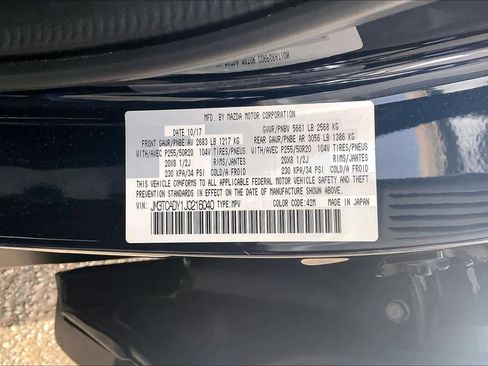 MFD. BY MAZDA MOTOR CORPORATION
DATE 10/17 GVWR/PNBV 5661 LB 2568 KG
FRONT GAWR/PNBE AV 2683 LB 1217 KG REAR GAWR/PNBE AR 3056 LB 1386 KG
WITH/AVEC P255/50R20 104V TIRES/PNEUS WITH/AVEC P255/50R20 104V TIRES/PNEUS
20X8 1/2J RIMS/JANTES 20X8 1/2J RIMS/JANTES
230 KPA/34 PSI COLD/A FROID 230 KPA/34 PSI COLD/A FROID
THIS VEHICLE CONFORMS TO ALL APPLICABLE FEDERAL MOTOR VEHICLE SAFETY, BUMPER, AND THEFT
PREVENTION STANDARDS IN EFFECT ON THE DATE OF MANUFACTURE SHOWN ABOVE.
VIN: JM3TCADY1J0216040 TYPE:MPV COLOR CODE:42M MADE IN JAPAN